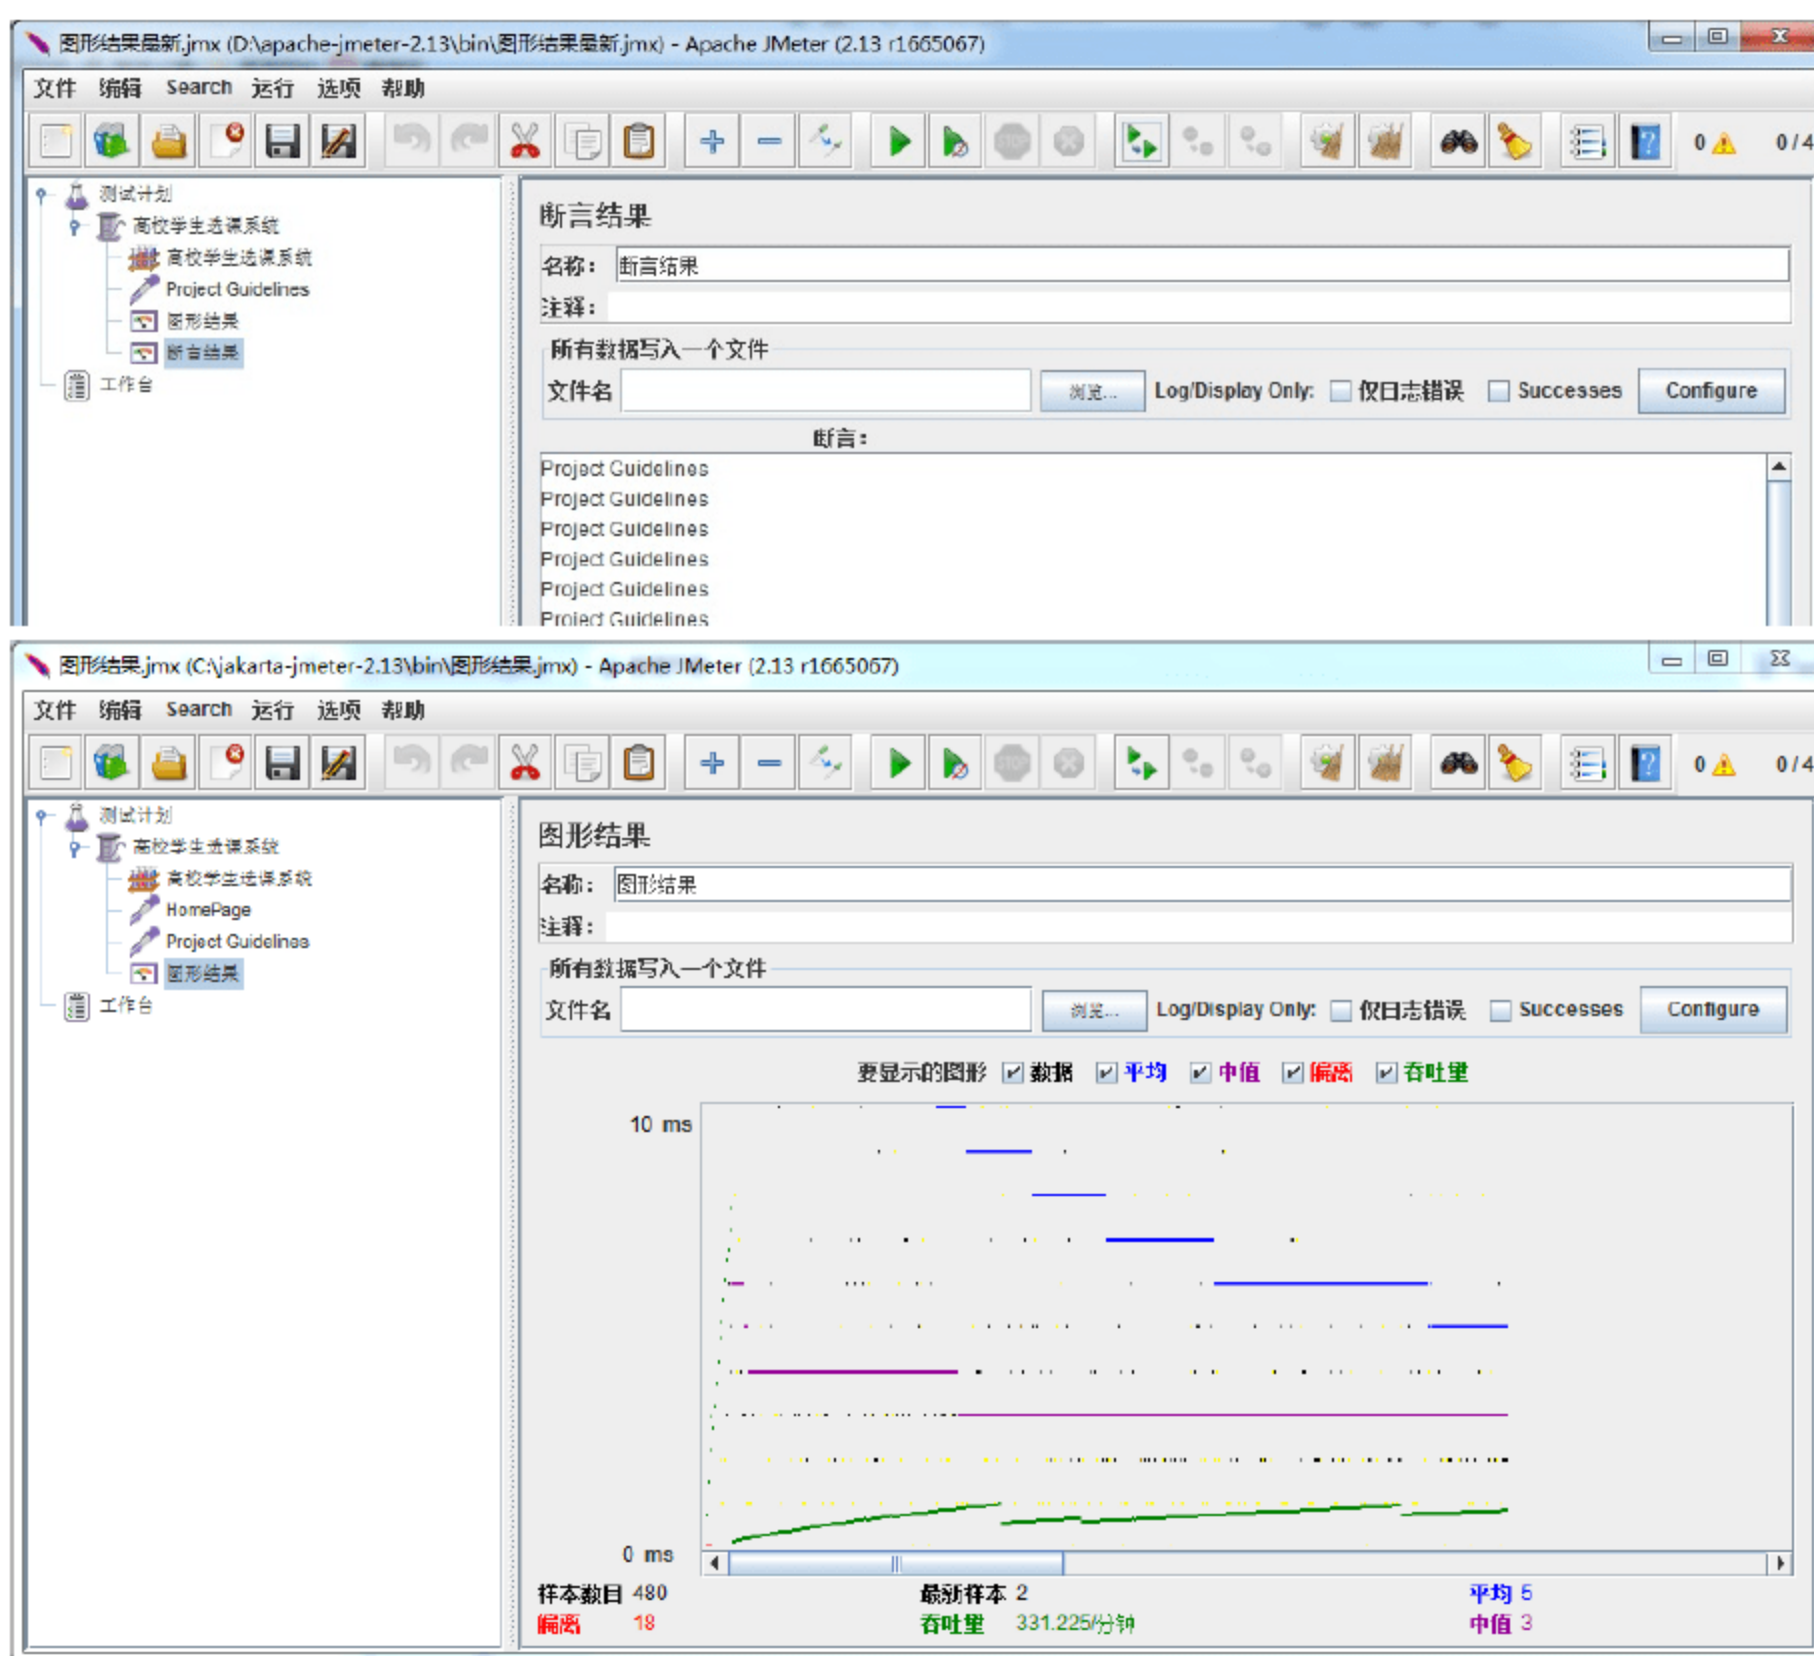 图形结果最新.jmx (D:\apache-jmeter-2.13\bin\图形结果最新.jmx) - Apache JMeter (2.13 r1665067)
文件 编辑 Search 运行 选项 帮助
STOP 0 0 / 4
测试计划
高校学生选课系统
高校学生选课系统
Project Guidelines
图形结果
断言结果
工作台
断言结果
名称： 断言结果
注释：
所有数据写入一个文件
文件名 浏览... Log/Display Only: 仅日志错误 Successes Configure
断言：
Project Guidelines
Project Guidelines
Project Guidelines
Project Guidelines
Project Guidelines
Project Guidelines
图形结果.jmx (C:\jakarta-jmeter-2.13\bin\图形结果.jmx) - Apache JMeter (2.13 r1665067)
文件 编辑 Search 运行 选项 帮助
STOP 0 0 / 4
测试计划
高校学生选课系统
高校学生选课系统
HomePage
Project Guidelines
图形结果
工作台
图形结果
名称： 图形结果
注释：
所有数据写入一个文件
文件名 浏览... Log/Display Only: 仅日志错误 Successes Configure
要显示的图形 数据 平均 中值 偏离 吞吐量
10 ms
0 ms
样本数目 480 最新样本 2 平均 5
偏离 18 吞吐量 331.225/分钟 中值 3